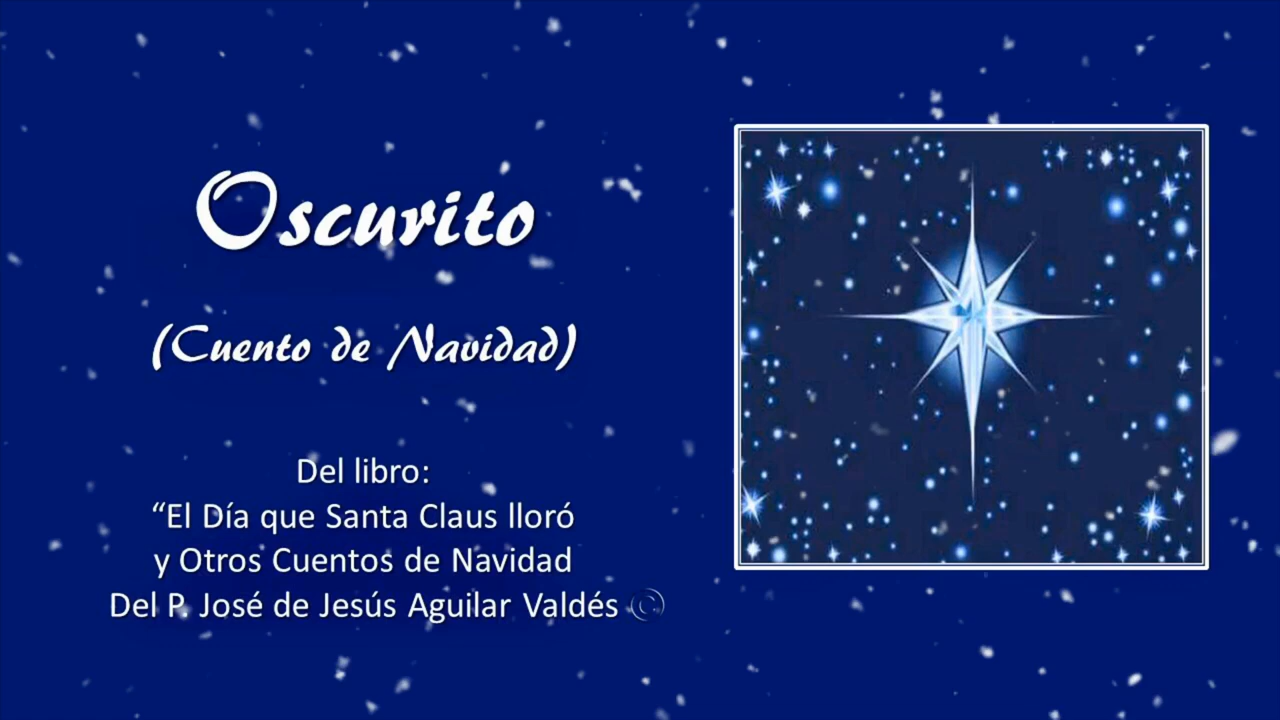 Oscurito
(Cuento de Navidad)
Del libro:
“El Día que Santa Claus lloró
y Otros Cuentos de Navidad
Del P. José de Jesús Aguilar Valdés ©